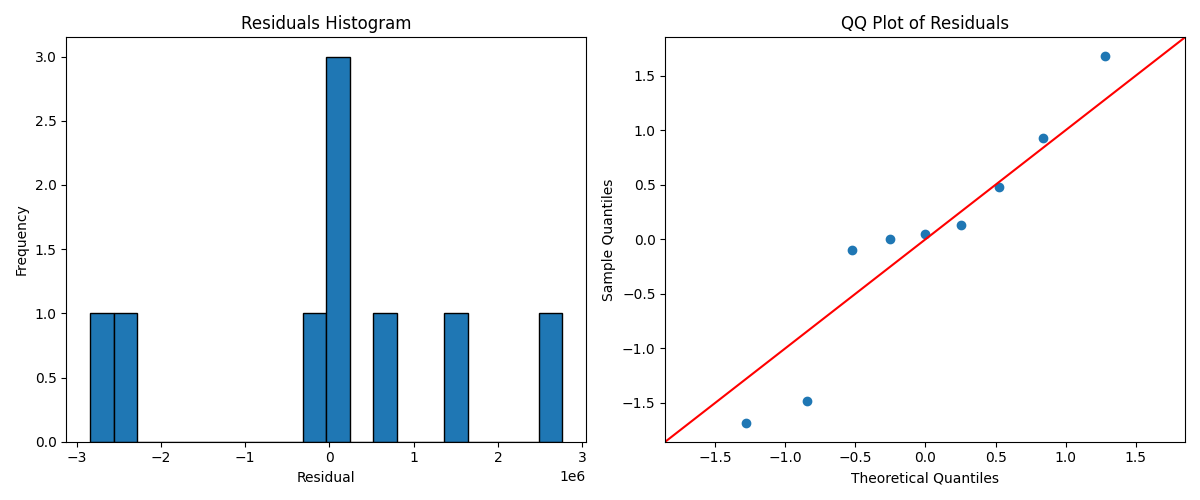 Residuals Histogram
3.0
2.5
2.0
1.5
1.0
0.5
0.0
Frequency
−3 −2 −1 0 1 2 3
1e6
Residual
QQ Plot of Residuals
1.5
1.0
0.5
0.0
−0.5
−1.0
−1.5
Sample Quantiles
−1.5 −1.0 −0.5 0.0 0.5 1.0 1.5
Theoretical Quantiles